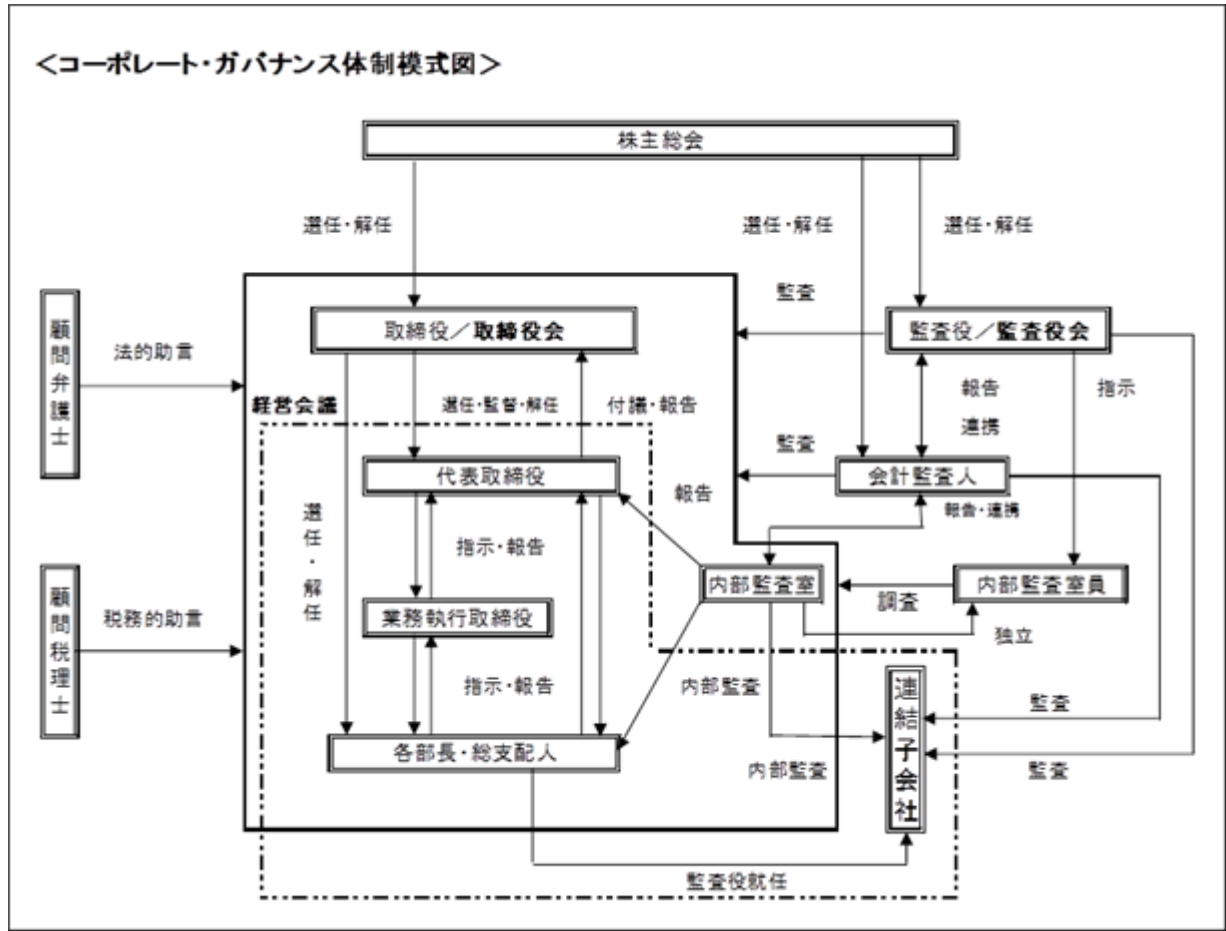 <コーポレート・ガバナンス体制模式図>
株主総会
選任・解任
選任・解任
選任・解任
監査
顧問弁護士
法的助言
取締役/取締役会
監査役/監査役会
経営会議
選任・監督・解任
付議・報告
報告
連携
指示
監査
代表取締役
会計監査人
報告
報告・連携
選任・解任
指示・報告
内部監査室
調査
内部監査室員
独立
顧問税理士
税務的助言
業務執行取締役
指示・報告
内部監査
連結子会社
監査
各部長・総支配人
内部監査
監査
監査役就任